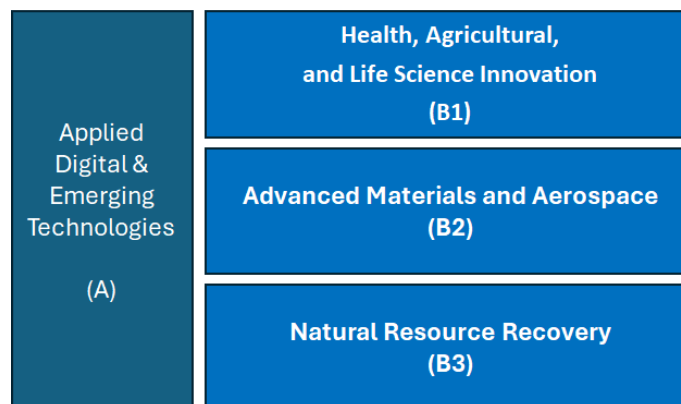 Applied
Digital &
Emerging
Technologies
(A)
Health, Agricultural,
and Life Science Innovation
(B1)
Advanced Materials and Aerospace
(B2)
Natural Resource Recovery
(B3)